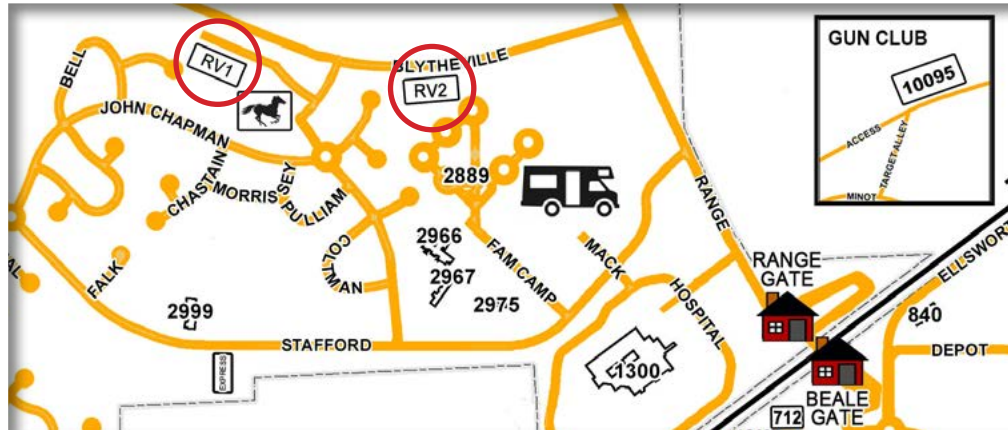 BELL
RV1
BLYTHEVILLE
RV2
GUN CLUB
10095
ACCESS
TARGET ALLEY
MINOT
JOHN CHAPMAN
CHASTAIN
MORRISSEY
PULLIAM
2889
RANGE
COLTMAN
2966
2967
2975
FAM CAMP
MACK
HOSPITAL
RANGE
GATE
ELLSWORT
AL
FALK
2999
STAFFORD
EXPRESS
1300
840
DEPOT
BEALE
GATE
712